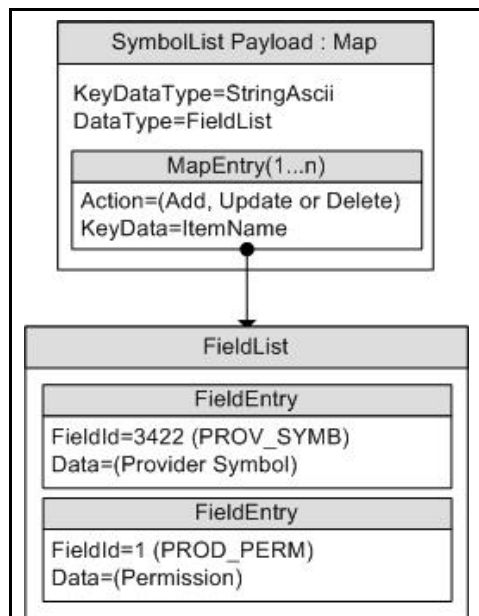 SymbolList Payload : Map
KeyDataType=StringAscii
DataType=FieldList
MapEntry(1...n)
Action=(Add, Update or Delete)
KeyData=ItemName
FieldList
FieldEntry
FieldId=3422 (PROV_SYMB)
Data=(Provider Symbol)
FieldEntry
FieldId=1 (PROD_PERM)
Data=(Permission)